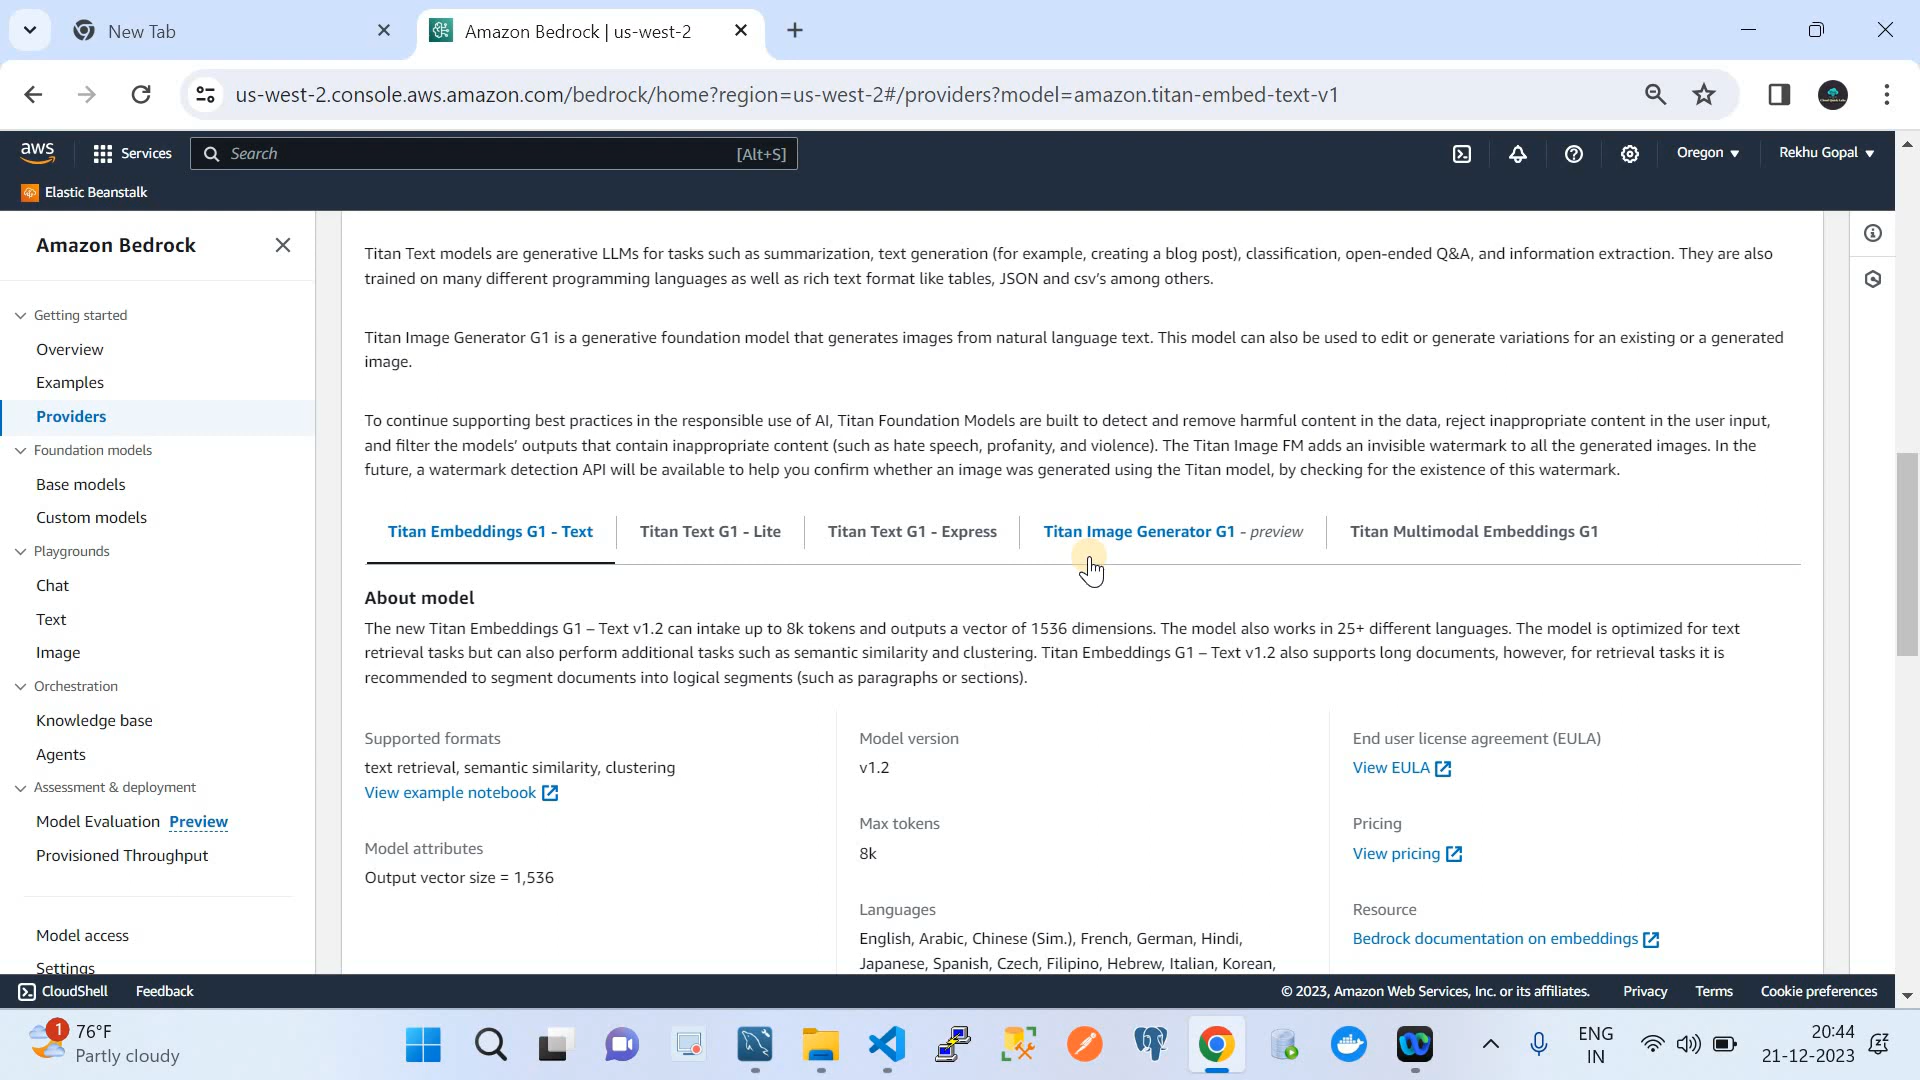 New Tab
Amazon Bedrock | us-west-2
us-west-2.console.aws.amazon.com/bedrock/home?region=us-west-2#/providers?model=amazon.titan-embed-text-v1
aws
Services
Search
[Alt+S]
Oregon
Rekhu Gopal
Elastic Beanstalk
Amazon Bedrock
Getting started
Overview
Examples
Providers
Foundation models
Base models
Custom models
Playgrounds
Chat
Text
Image
Orchestration
Knowledge base
Agents
Assessment & deployment
Model Evaluation Preview
Provisioned Throughput
Model access
Settings
Titan Text models are generative LLMs for tasks such as summarization, text generation (for example, creating a blog post), classification, open-ended Q&A, and information extraction. They are also
trained on many different programming languages as well as rich text format like tables, JSON and csv's among others.
Titan Image Generator G1 is a generative foundation model that generates images from natural language text. This model can also be used to edit or generate variations for an existing or a generated
image.
To continue supporting best practices in the responsible use of AI, Titan Foundation Models are built to detect and remove harmful content in the data, reject inappropriate content in the user input,
and filter the models' outputs that contain inappropriate content (such as hate speech, profanity, and violence). The Titan Image FM adds an invisible watermark to all the generated images. In the
future, a watermark detection API will be available to help you confirm whether an image was generated using the Titan model, by checking for the existence of this watermark.
Titan Embeddings G1 - Text
Titan Text G1 - Lite
Titan Text G1 - Express
Titan Image Generator G1 - preview
Titan Multimodal Embeddings G1
About model
The new Titan Embeddings G1 – Text v1.2 can intake up to 8k tokens and outputs a vector of 1536 dimensions. The model also works in 25+ different languages. The model is optimized for text
retrieval tasks but can also perform additional tasks such as semantic similarity and clustering. Titan Embeddings G1 – Text v1.2 also supports long documents, however, for retrieval tasks it is
recommended to segment documents into logical segments (such as paragraphs or sections).
Supported formats
text retrieval, semantic similarity, clustering
View example notebook
Model attributes
Output vector size = 1,536
Model version
v1.2
Max tokens
8k
Languages
English, Arabic, Chinese (Sim.), French, German, Hindi,
Japanese, Spanish, Czech, Filipino, Hebrew, Italian, Korean,
End user license agreement (EULA)
View EULA
Pricing
View pricing
Resource
Bedrock documentation on embeddings
CloudShell
Feedback
© 2023, Amazon Web Services, Inc. or its affiliates.
Privacy
Terms
Cookie preferences
1
76°F
Partly cloudy
ENG
IN
20:44
21-12-2023